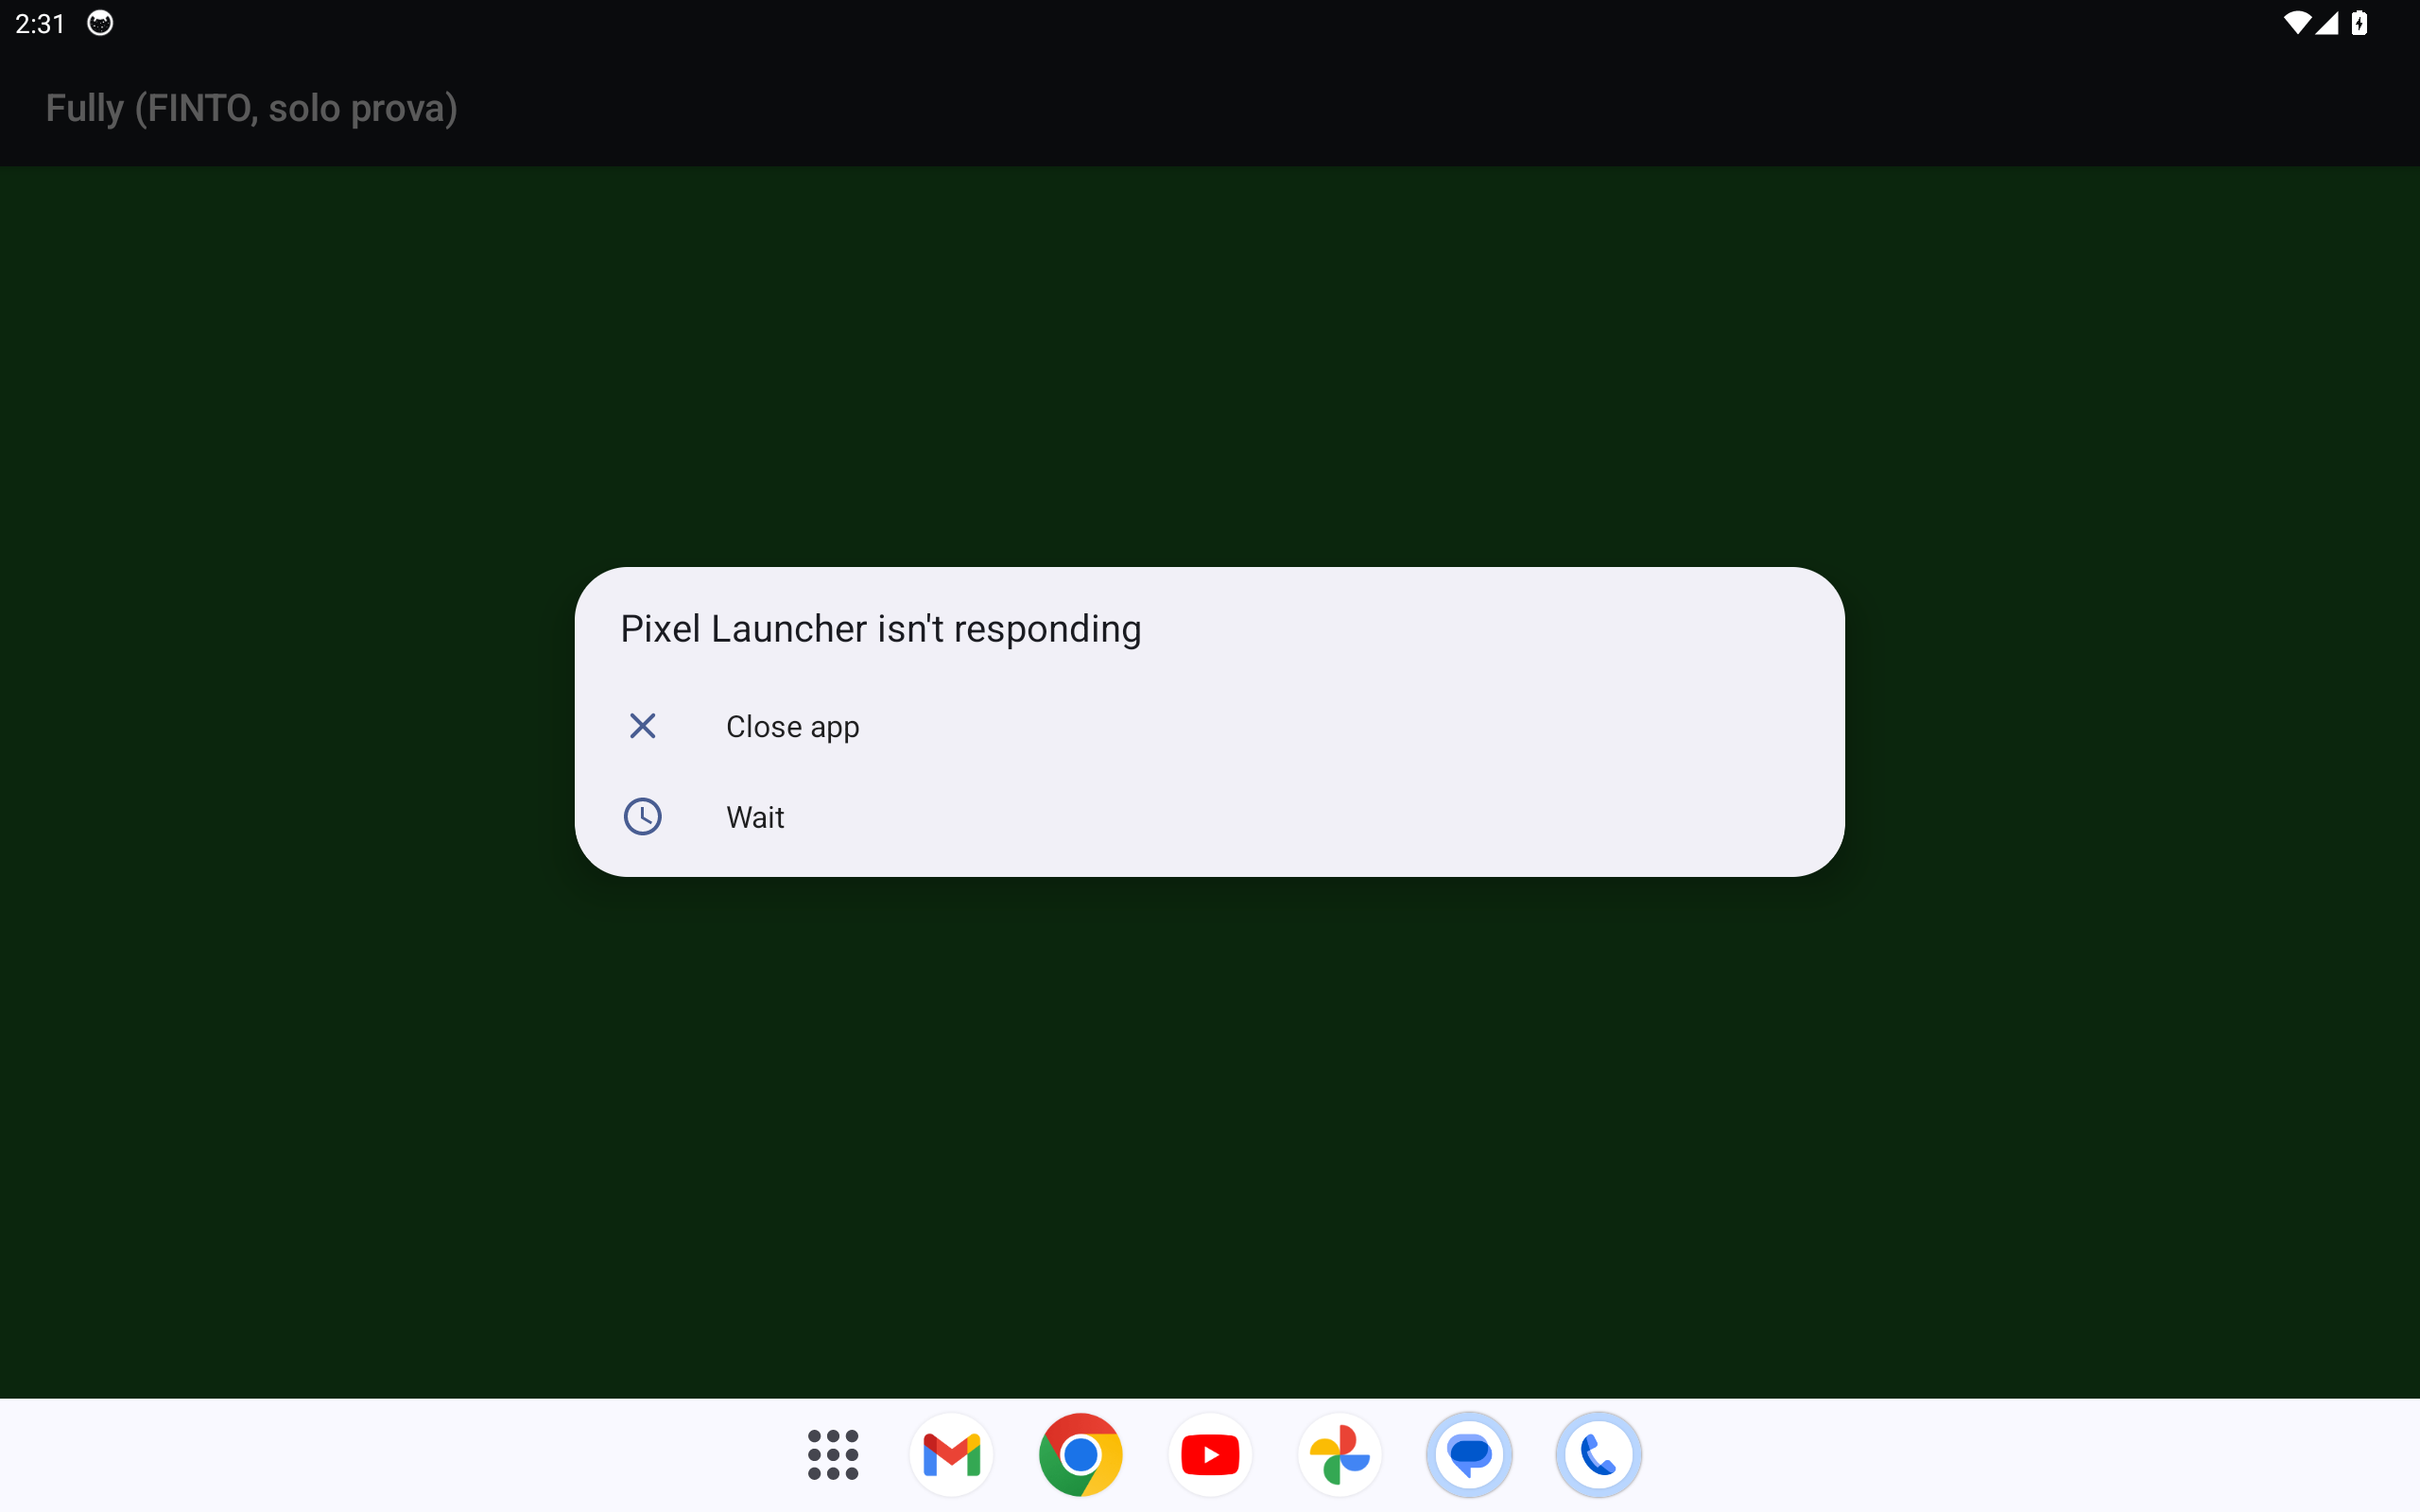 2:31
Fully (FINTO, solo prova)
Pixel Launcher isn't responding
Close app
Wait